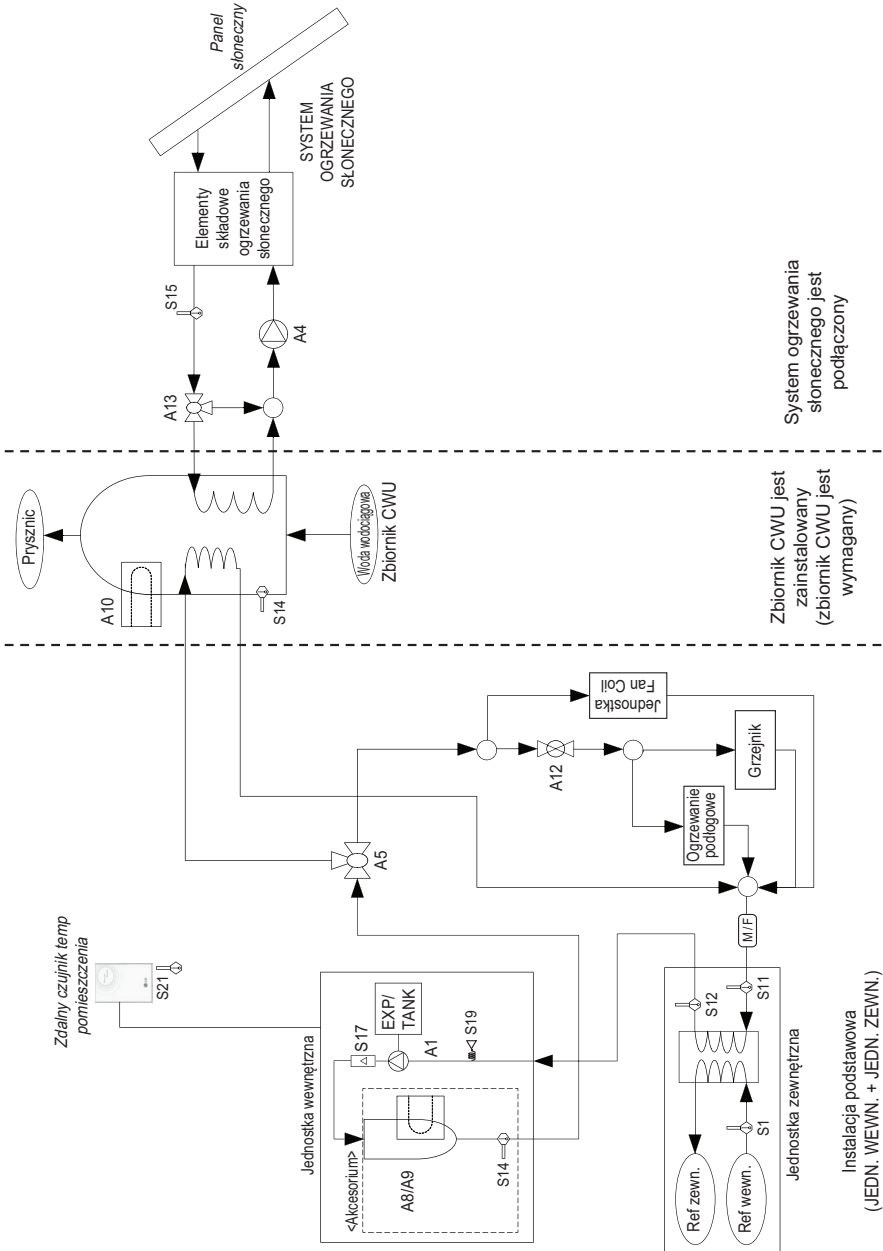 Zdalny czujnik temp
pomieszczenia
S21
Jednostka wewnętrzna
<Akcesorium>
A8/A9
S14
S17
EXP/
TANK
A1
S19
Ref zewn.
Ref wewn.
S1
S12
S11
Jednostka zewnętrzna
M / F
A5
A12
Jednostka
Fan Coil
Ogrzewanie
podłogowe
Grzejnik
Instalacja podstawowa
(JEDN. WEWN. + JEDN. ZEWN.)
Prysznic
A10
S14
Woda wodociągowa
Zbiornik CWU
Zbiornik CWU jest
zainstalowany
(zbiornik CWU jest
wymagany)
A13
S15
A4
Elementy
składowe
ogrzewania
słonecznego
Panel
słoneczny
SYSTEM
OGRZEWANIA
SŁONECZNEGO
System ogrzewania
słonecznego jest
podłączony